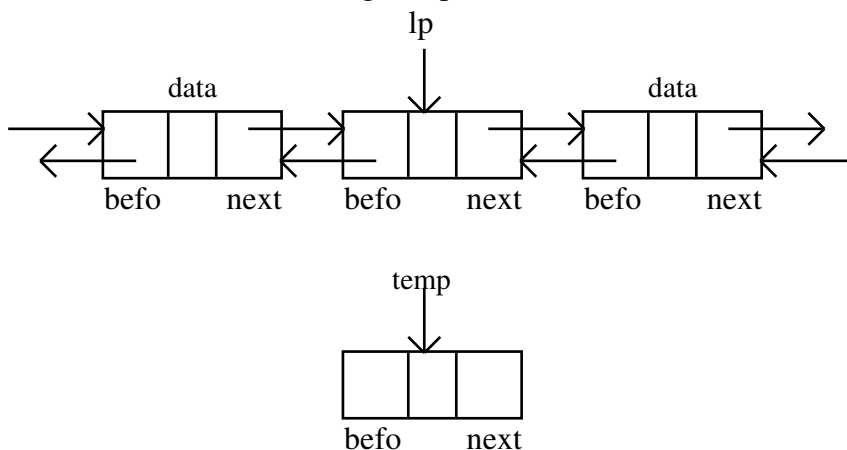 lp
data data
befo next befo next befo next
temp
befo next